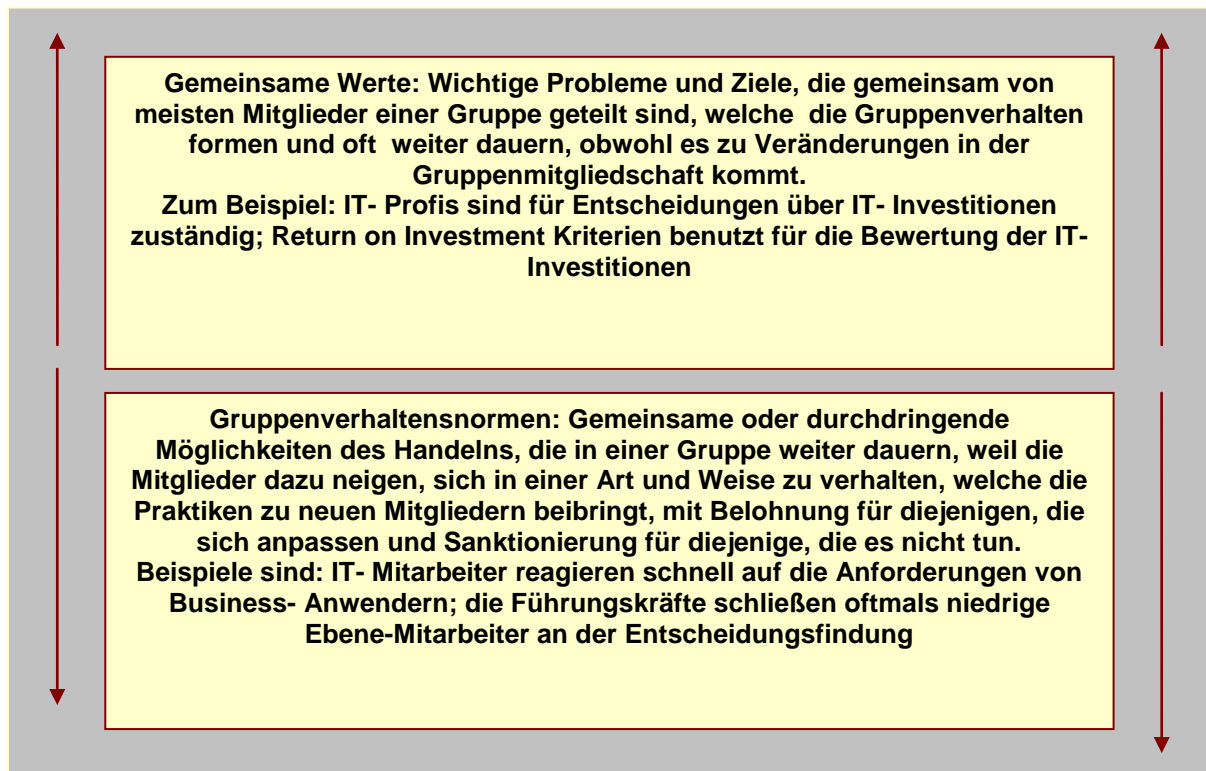 Gemeinsame Werte: Wichtige Probleme und Ziele, die gemeinsam von
meisten Mitglieder einer Gruppe geteilt sind, welche die Gruppenverhalten
formen und oft weiter dauern, obwohl es zu Veränderungen in der
Gruppenmitgliedschaft kommt.
Zum Beispiel: IT- Profis sind für Entscheidungen über IT- Investitionen
zuständig; Return on Investment Kriterien benutzt für die Bewertung der IT-
Investitionen
Gruppenverhaltensnormen: Gemeinsame oder durchdringende
Möglichkeiten des Handelns, die in einer Gruppe weiter dauern, weil die
Mitglieder dazu neigen, sich in einer Art und Weise zu verhalten, welche die
Praktiken zu neuen Mitgliedern beibringt, mit Belohnung für diejenigen, die
sich anpassen und Sanktionierung für diejenige, die es nicht tun.
Beispiele sind: IT- Mitarbeiter reagieren schnell auf die Anforderungen von
Business- Anwendern; die Führungskräfte schließen oftmals niedrige
Ebene-Mitarbeiter an der Entscheidungsfindung